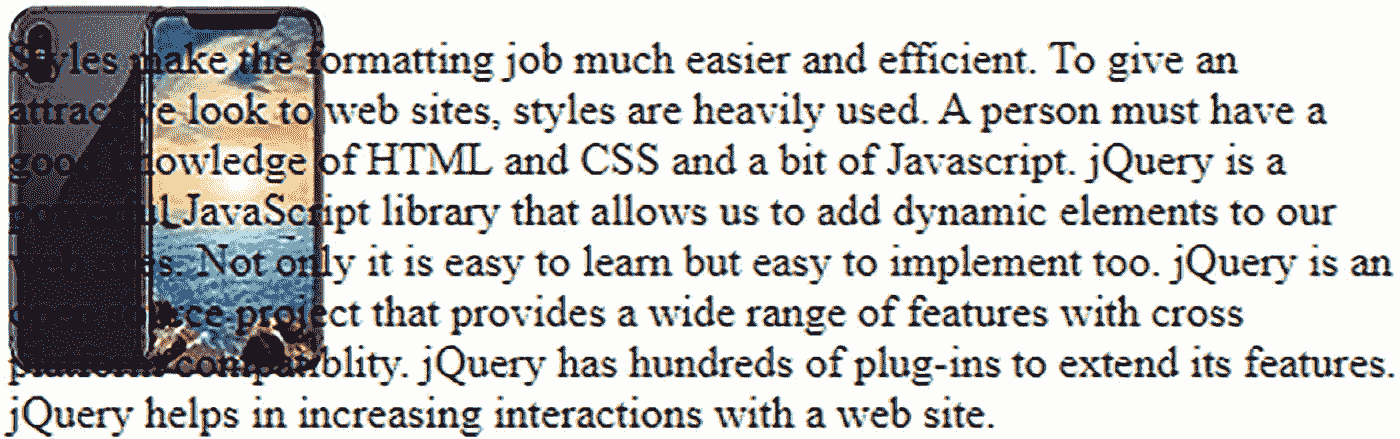 Styles make the formatting job much easier and efficient. To give an
attractive look to web sites, styles are heavily used. A person must have a
good knowledge of HTML and CSS and a bit of Javascript. jQuery is a
powerful JavaScript library that allows us to add dynamic elements to our
Not only it is easy to learn but easy to implement too. jQuery is an
project that provides a wide range of features with cross
platform compatiblity. jQuery has hundreds of plug-ins to extend its features.
jQuery helps in increasing interactions with a web site.